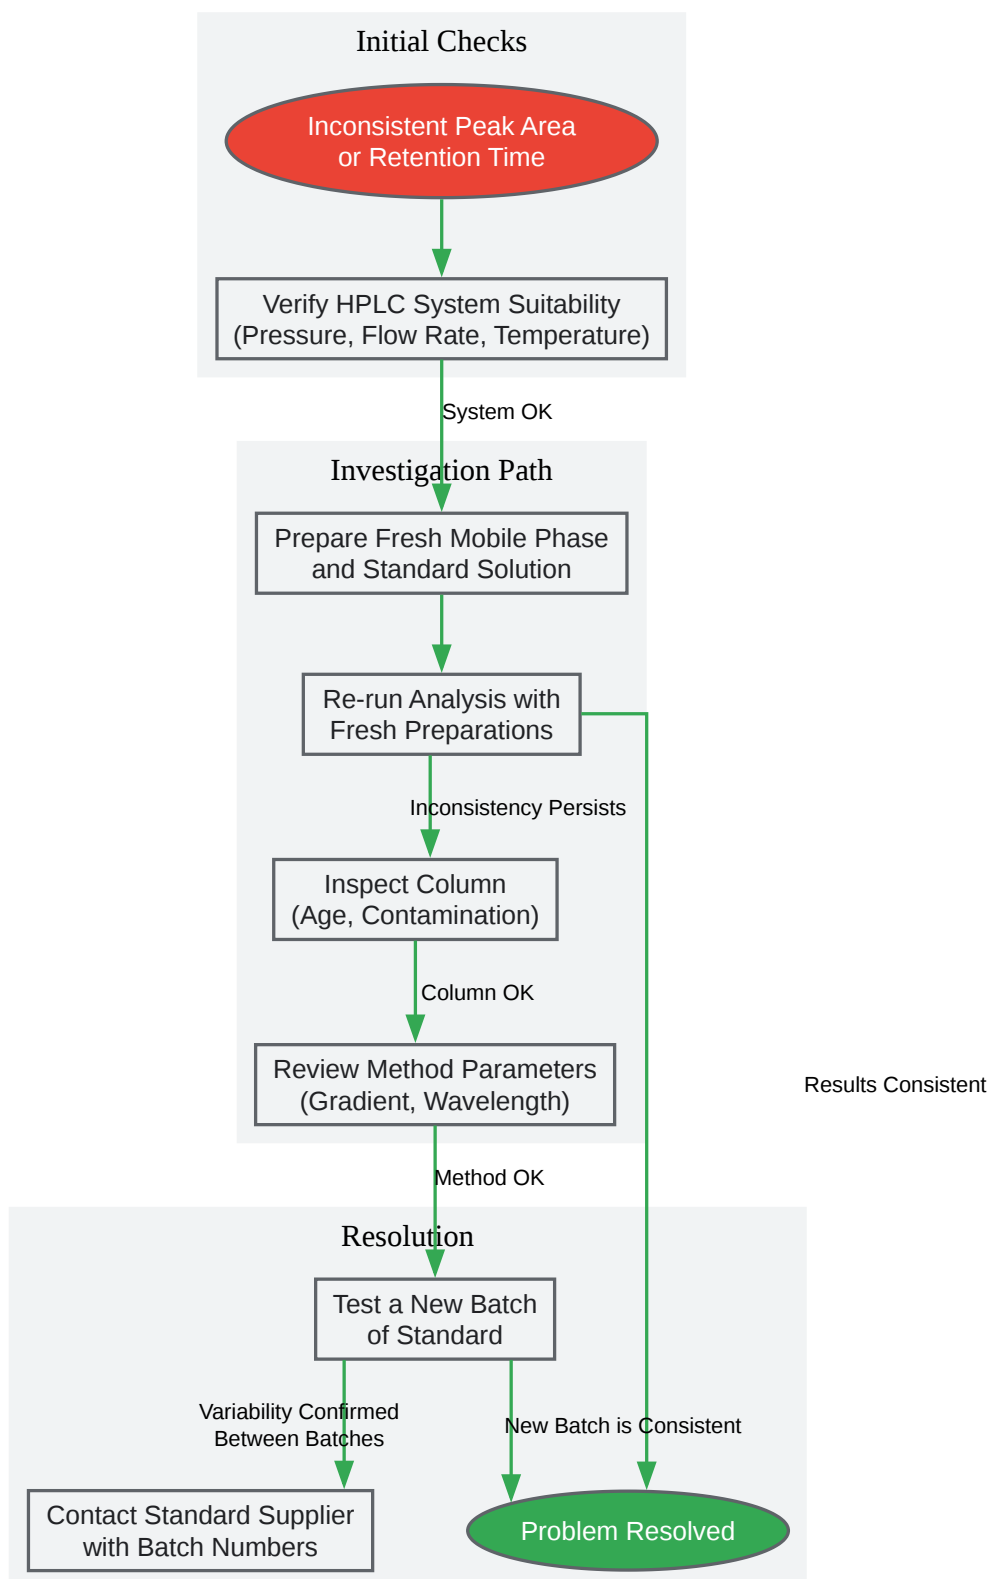 Initial Checks
Inconsistent Peak Area
or Retention Time
Verify HPLC System Suitability
(Pressure, Flow Rate, Temperature)
System OK
Investigation Path
Prepare Fresh Mobile Phase
and Standard Solution
Re-run Analysis with
Fresh Preparations
Inconsistency Persists
Inspect Column
(Age, Contamination)
Column OK
Review Method Parameters
(Gradient, Wavelength)
Results Consistent
Method OK
Resolution
Test a New Batch
of Standard
Variability Confirmed
Between Batches
New Batch is Consistent
Contact Standard Supplier
with Batch Numbers
Problem Resolved